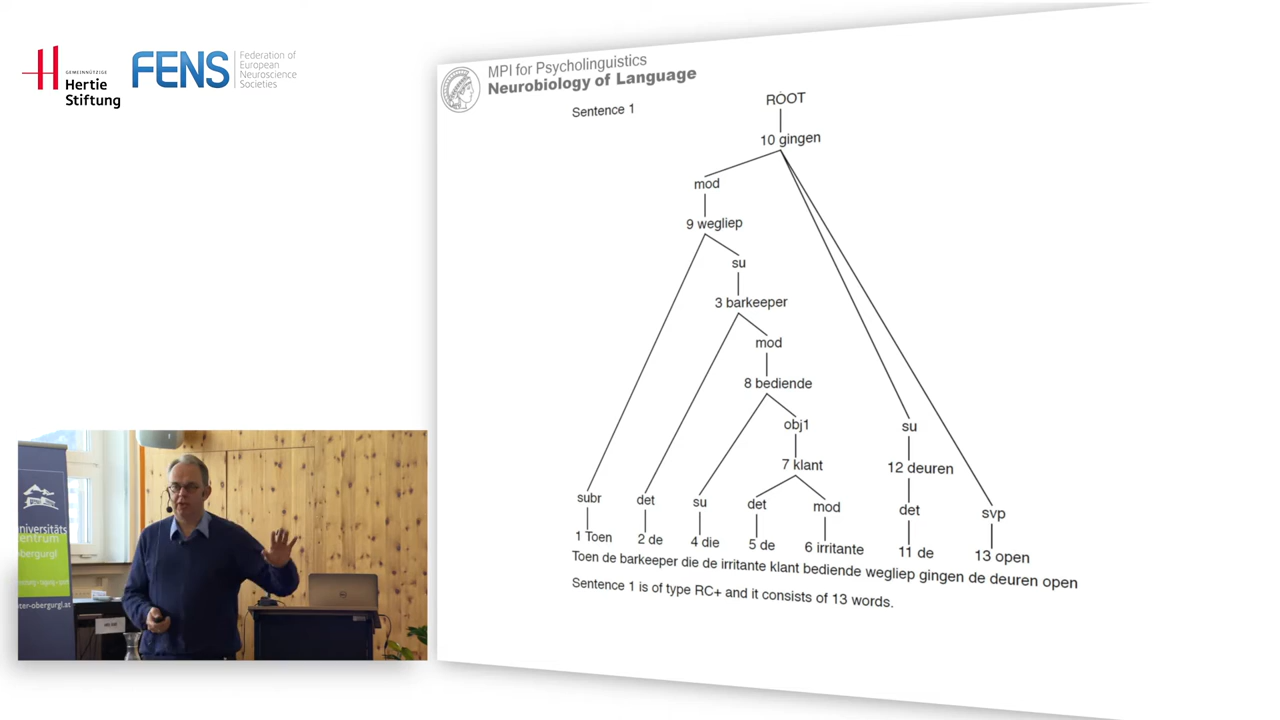 GEMEINNÜTZIGE
Hertie
Stiftung
FENS
Federation of
European
Neuroscience
Societies
MPI for Psycholinguistics
Neurobiology of Language
Sentence 1
ROOT
10 gingen
mod
9 wegliep
su
3 barkeeper
mod
8 bediende
obj1
su
7 klant
12 deuren
subr
det
su
det
mod
det
svp
1 Toen
2 de
4 die
5 de
6 irritante
11 de
13 open
Toen de barkeeper die de irritante klant bediende wegliep gingen de deuren open
Sentence 1 is of type RC+ and it consists of 13 words.
universitäts
zentrum
obergurgl